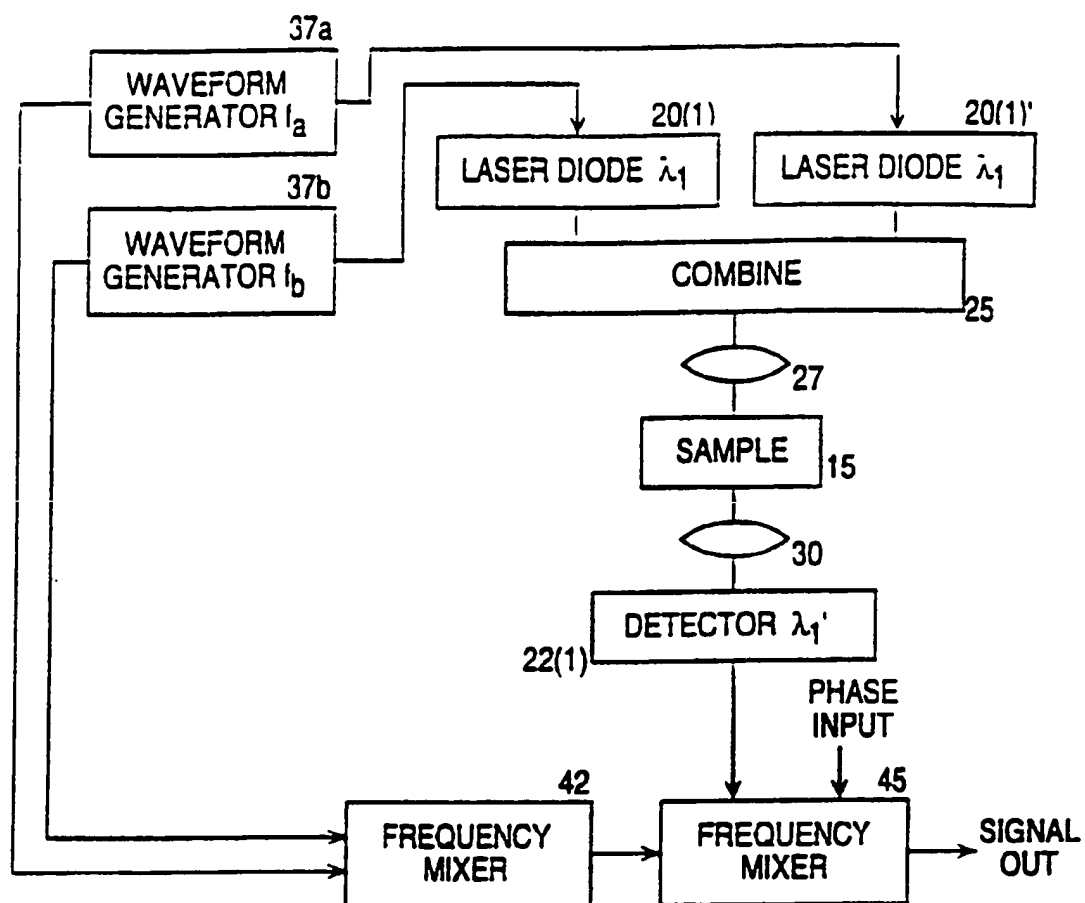 37a
WAVEFORM
GENERATOR fa
37b
WAVEFORM
GENERATOR fb
20(1)
LASER DIODE λ1
20(1)'
LASER DIODE λ1
COMBINE
25
27
SAMPLE
15
30
DETECTOR λ1'
22(1)
PHASE
INPUT
42
FREQUENCY
MIXER
45
FREQUENCY
MIXER
SIGNAL
OUT